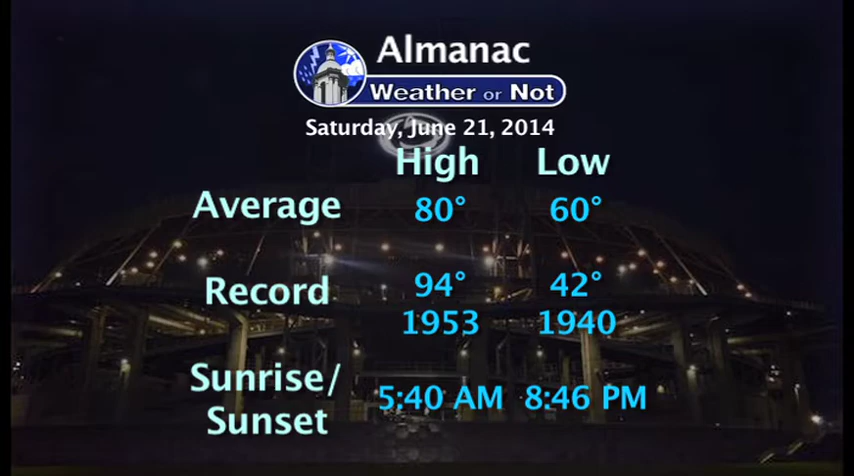 Almanac
Weather or Not
Saturday, June 21, 2014
High Low
Average 80° 60°
Record 94° 42°
1953 1940
Sunrise/
5:40 AM 8:46 PM
Sunset